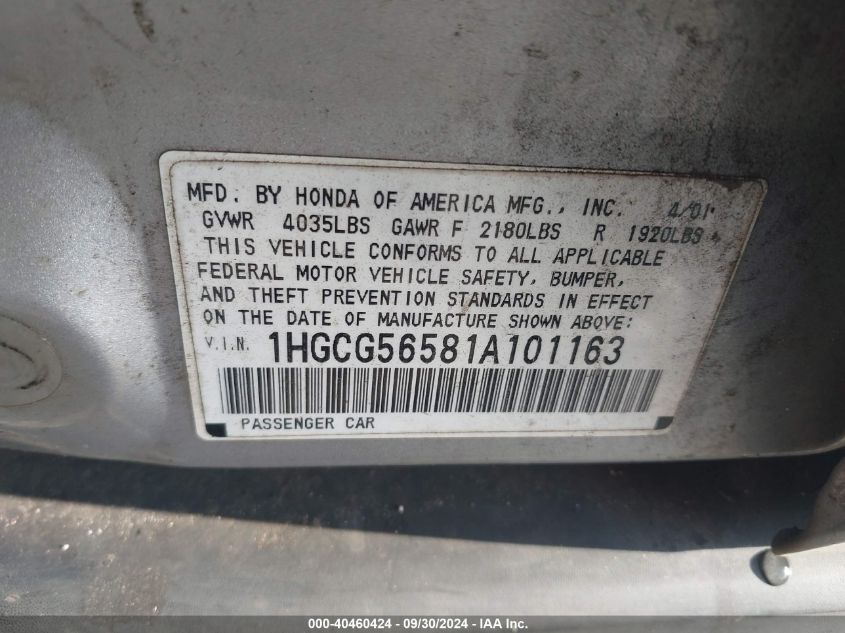 MFD. BY HONDA OF AMERICA MFG., INC. 4/01
GVWR 4035LBS GAWR F 2180LBS R 1920LBS
THIS VEHICLE CONFORMS TO ALL APPLICABLE
FEDERAL MOTOR VEHICLE SAFETY, BUMPER,
AND THEFT PREVENTION STANDARDS IN EFFECT
ON THE DATE OF MANUFACTURE SHOWN ABOVE:
V.I.N. 1HGCG56581A101163
PASSENGER CAR
000-40460424 | 09/30/2024 | IAA Inc.